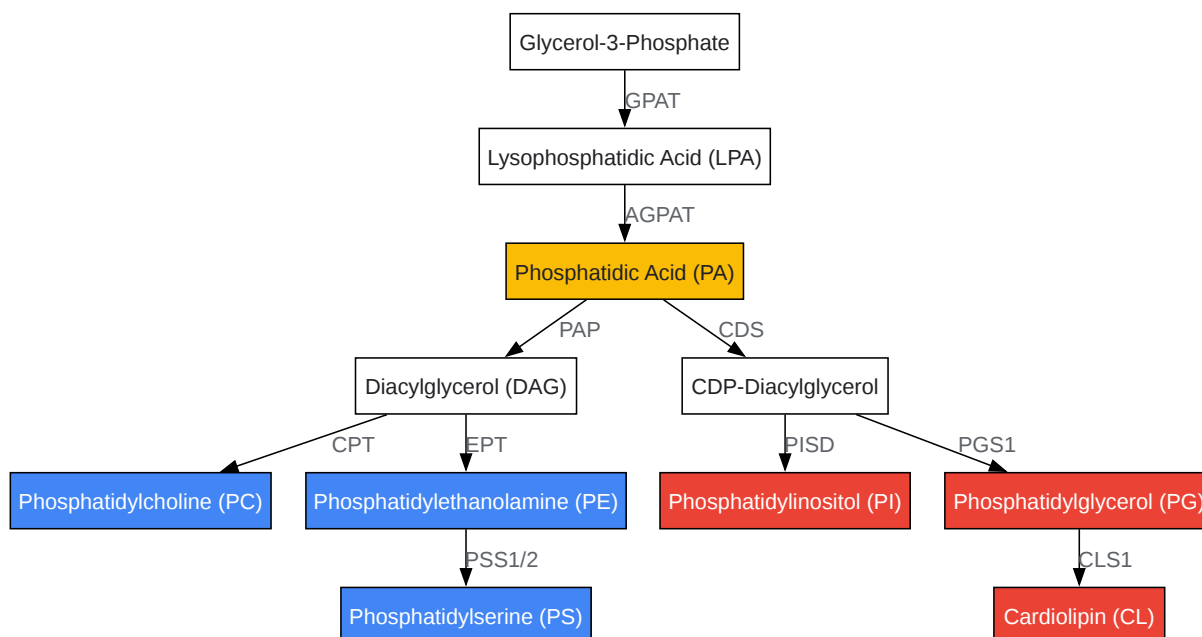 Glycerol-3-Phosphate
GPAT
Lysophosphatidic Acid (LPA)
AGPAT
Phosphatidic Acid (PA)
PAP
CDS
Diacylglycerol (DAG)
CDP-Diacylglycerol
CPT
EPT
PISD
PGS1
Phosphatidylcholine (PC)
Phosphatidylethanolamine (PE)
Phosphatidylinositol (PI)
Phosphatidylglycerol (PG)
PSS1/2
CLS1
Phosphatidylserine (PS)
Cardiolipin (CL)